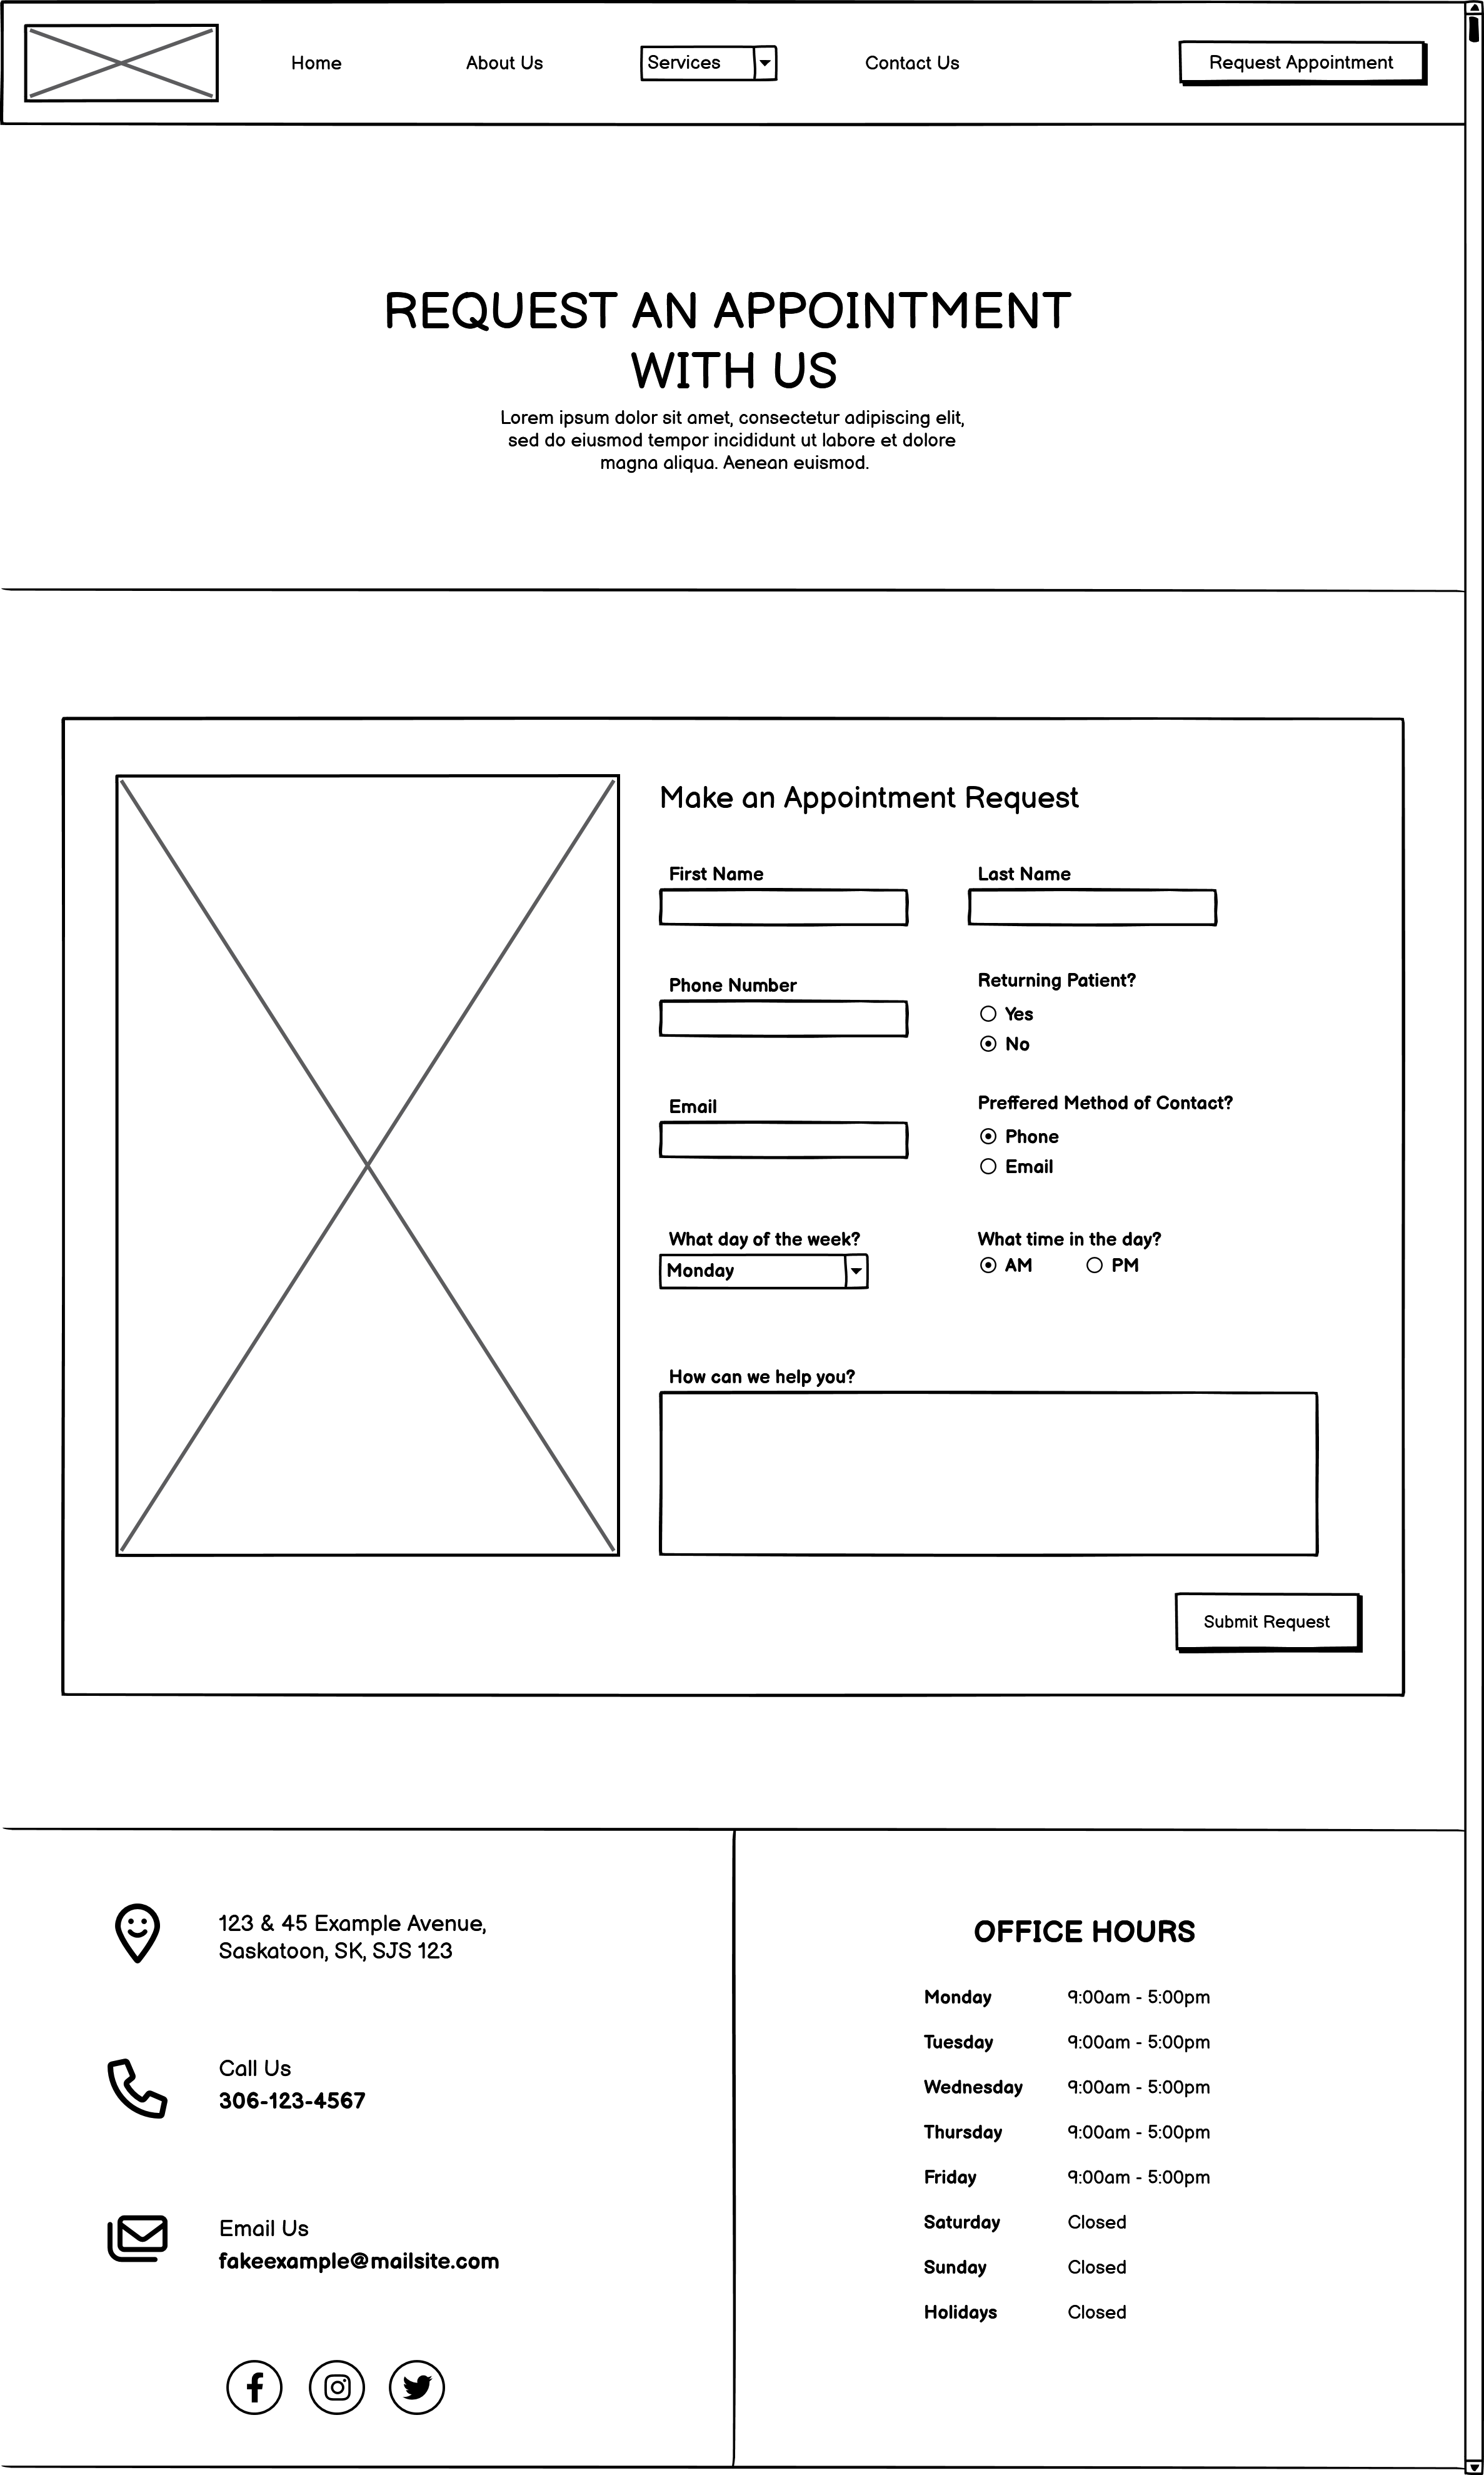 Home
About Us
Services
Contact Us
Request Appointment
REQUEST AN APPOINTMENT
WITH US
Lorem ipsum dolor sit amet, consectetur adipiscing elit,
sed do eiusmod tempor incididunt ut labore et dolore
magna aliqua. Aenean euismod.
Make an Appointment Request
First Name
Last Name
Phone Number
Returning Patient?
Yes
No
Email
Preffered Method of Contact?
Phone
Email
What day of the week?
Monday
What time in the day?
AM
PM
How can we help you?
Submit Request
123 & 45 Example Avenue,
Saskatoon, SK, SJS 123
Call Us
306-123-4567
Email Us
fakeexample@mailsite.com
OFFICE HOURS
Monday 9:00am - 5:00pm
Tuesday 9:00am - 5:00pm
Wednesday 9:00am - 5:00pm
Thursday 9:00am - 5:00pm
Friday 9:00am - 5:00pm
Saturday Closed
Sunday Closed
Holidays Closed